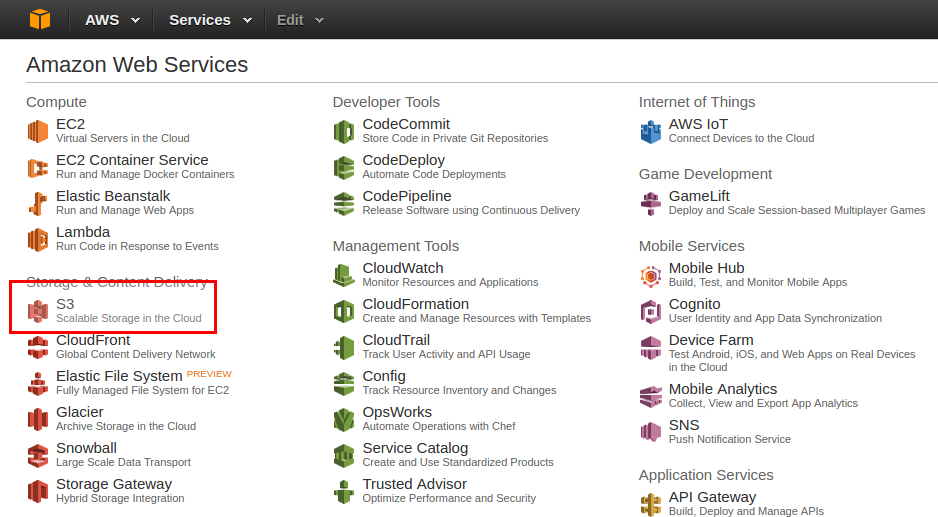 AWS Services Edit
Amazon Web Services
Compute
EC2
Virtual Servers in the Cloud
EC2 Container Service
Run and Manage Docker Containers
Elastic Beanstalk
Run and Manage Web Apps
Lambda
Run Code in Response to Events
Storage & Content Delivery
S3
Scalable Storage in the Cloud
CloudFront
Global Content Delivery Network
Elastic File System PREVIEW
Fully Managed File System for EC2
Glacier
Archive Storage in the Cloud
Snowball
Large Scale Data Transport
Storage Gateway
Hybrid Storage Integration
Developer Tools
CodeCommit
Store Code in Private Git Repositories
CodeDeploy
Automate Code Deployments
CodePipeline
Release Software using Continuous Delivery
Management Tools
CloudWatch
Monitor Resources and Applications
CloudFormation
Create and Manage Resources with Templates
CloudTrail
Track User Activity and API Usage
Config
Track Resource Inventory and Changes
OpsWorks
Automate Operations with Chef
Service Catalog
Create and Use Standardized Products
Trusted Advisor
Optimize Performance and Security
Internet of Things
AWS IoT
Connect Devices to the Cloud
Game Development
GameLift
Deploy and Scale Session-based Multiplayer Games
Mobile Services
Mobile Hub
Build, Test, and Monitor Mobile Apps
Cognito
User Identity and App Data Synchronization
Device Farm
Test Android, iOS, and Web Apps on Real Devices
in the Cloud
Mobile Analytics
Collect, View and Export App Analytics
SNS
Push Notification Service
Application Services
API Gateway
Build, Deploy and Manage APIs